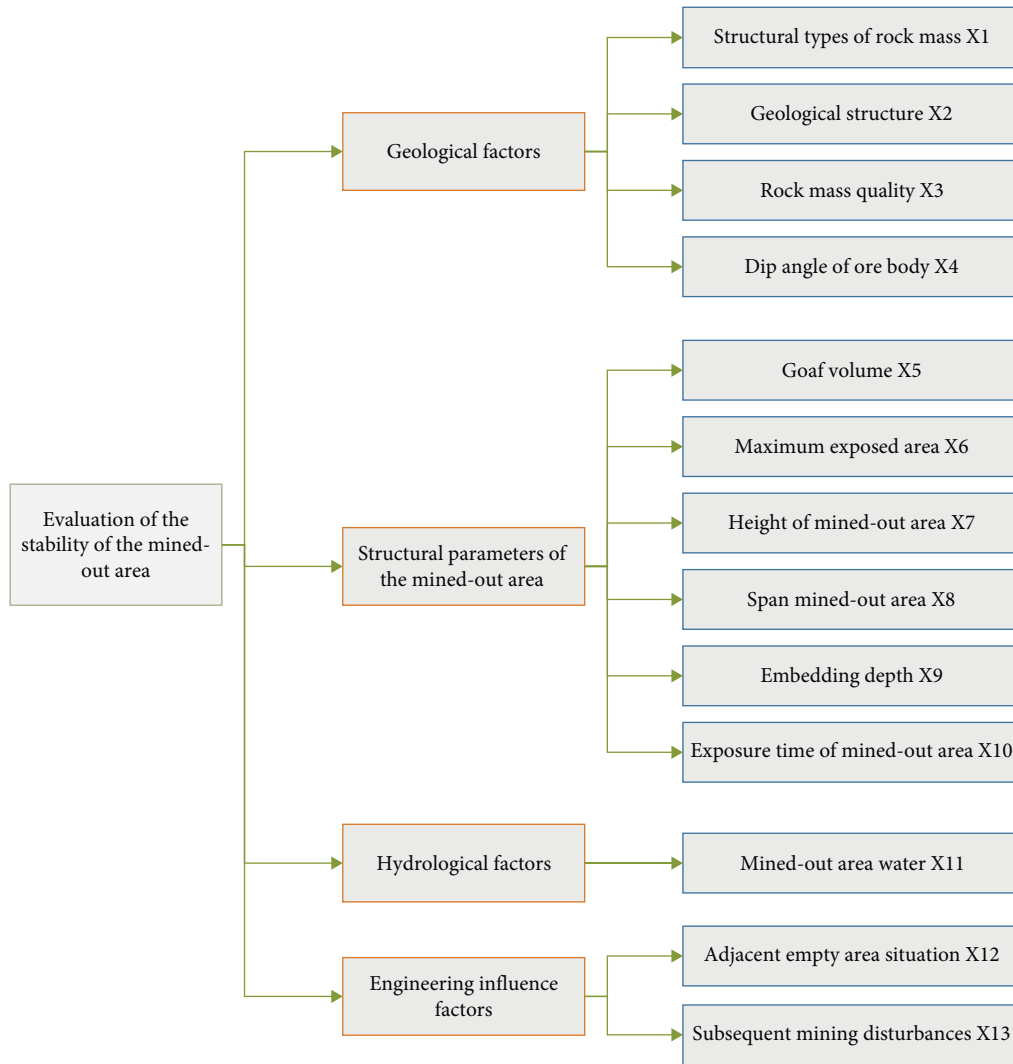 Structural types of rock mass X1
Geological structure X2
Geological factors
Rock mass quality X3
Dip angle of ore body X4
Goaf volume X5
Maximum exposed area X6
Evaluation of the
stability of the mined-
out area
Structural parameters of
the mined-out area
Height of mined-out area X7
Span mined-out area X8
Embedding depth X9
Exposure time of mined-out area X10
Hydrological factors
Mined-out area water X11
Engineering influence
factors
Adjacent empty area situation X12
Subsequent mining disturbances X13